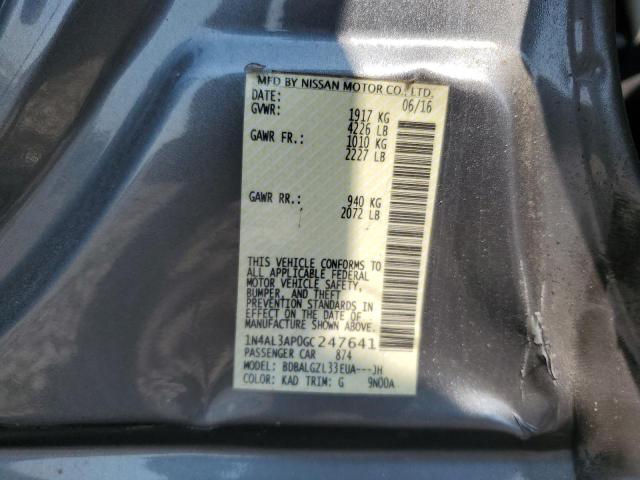 MFD BY NISSAN MOTOR CO., LTD.
DATE: 06/16
GVWR: 1917 KG
4226 LB
GAWR FR.: 1010 KG
2227 LB
GAWR RR.: 940 KG
2072 LB
THIS VEHICLE CONFORMS TO
ALL APPLICABLE FEDERAL
MOTOR VEHICLE SAFETY,
BUMPER, AND THEFT
PREVENTION STANDARDS IN
EFFECT ON THE DATE OF
MANUFACTURE SHOWN ABOVE.
1N4AL3AP0GC247641
PASSENGER CAR 874
MODEL: BDBALGZL33EUA---JH
COLOR: KAD TRIM: G 9N00A